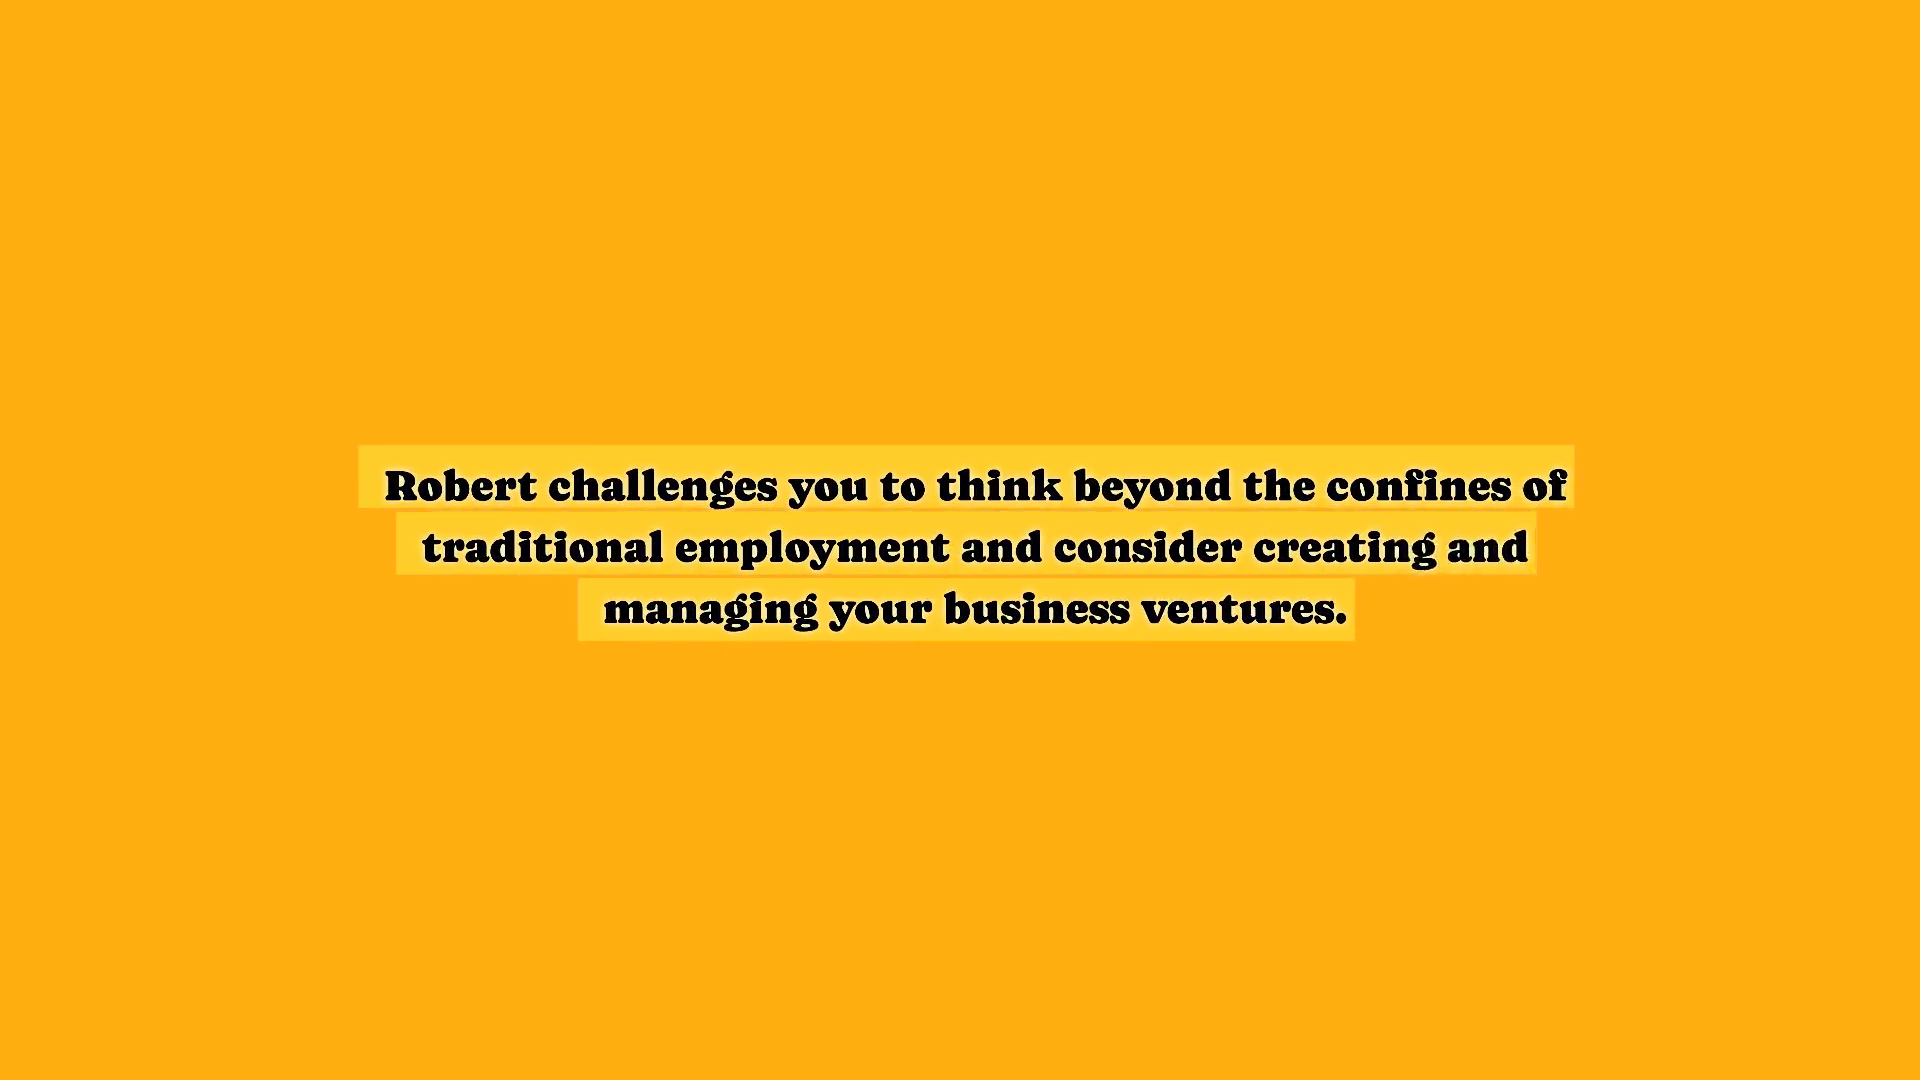 Robert challenges you to think beyond the confines of
traditional employment and consider creating and
managing your business ventures.